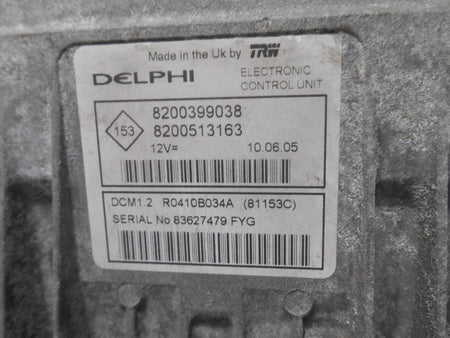 Made in the Uk by TRW
DELPHI ELECTRONIC CONTROL UNIT
153
8200399038
8200513163
12V= 10.06.05
DCM1.2 R0410B034A (81153C)
SERIAL No 83627479 FYG